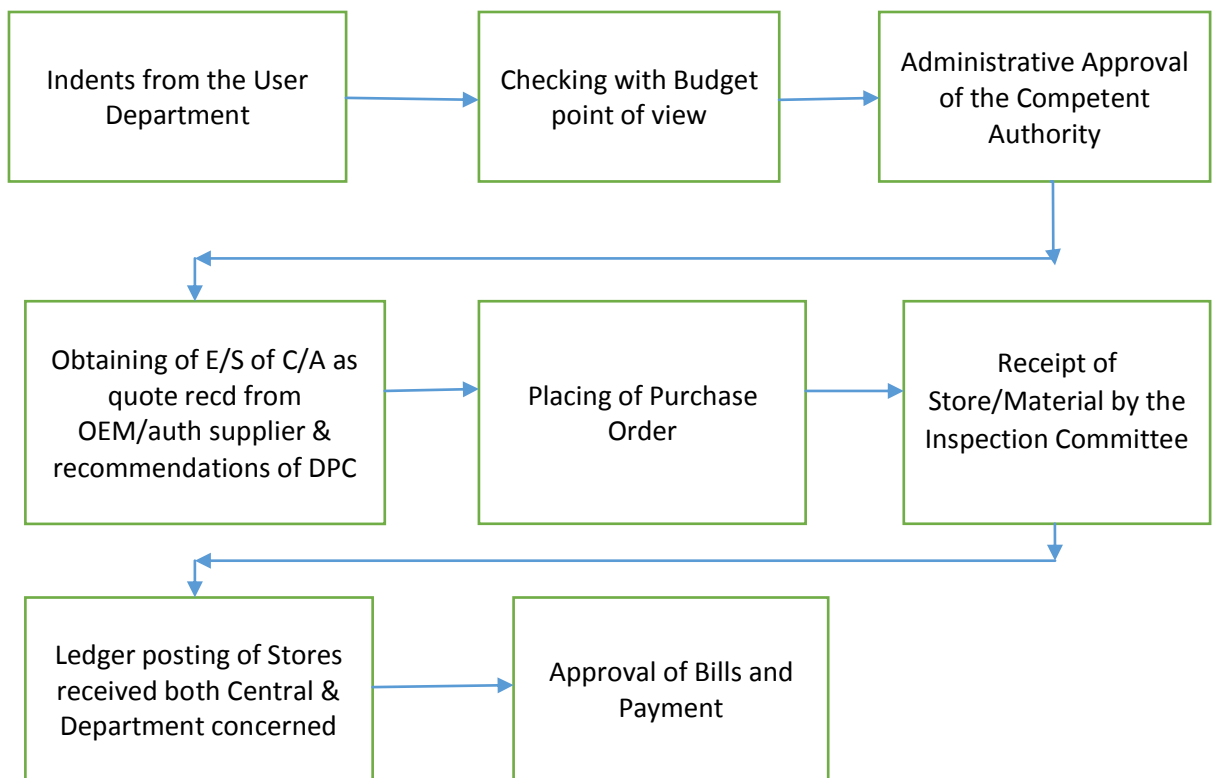 Indents from the User
Department
Checking with Budget
point of view
Administrative Approval
of the Competent
Authority
Obtaining of E/S of C/A as
quote recd from
OEM/auth supplier &
recommendations of DPC
Placing of Purchase
Order
Receipt of
Store/Material by the
Inspection Committee
Ledger posting of Stores
received both Central &
Department concerned
Approval of Bills and
Payment